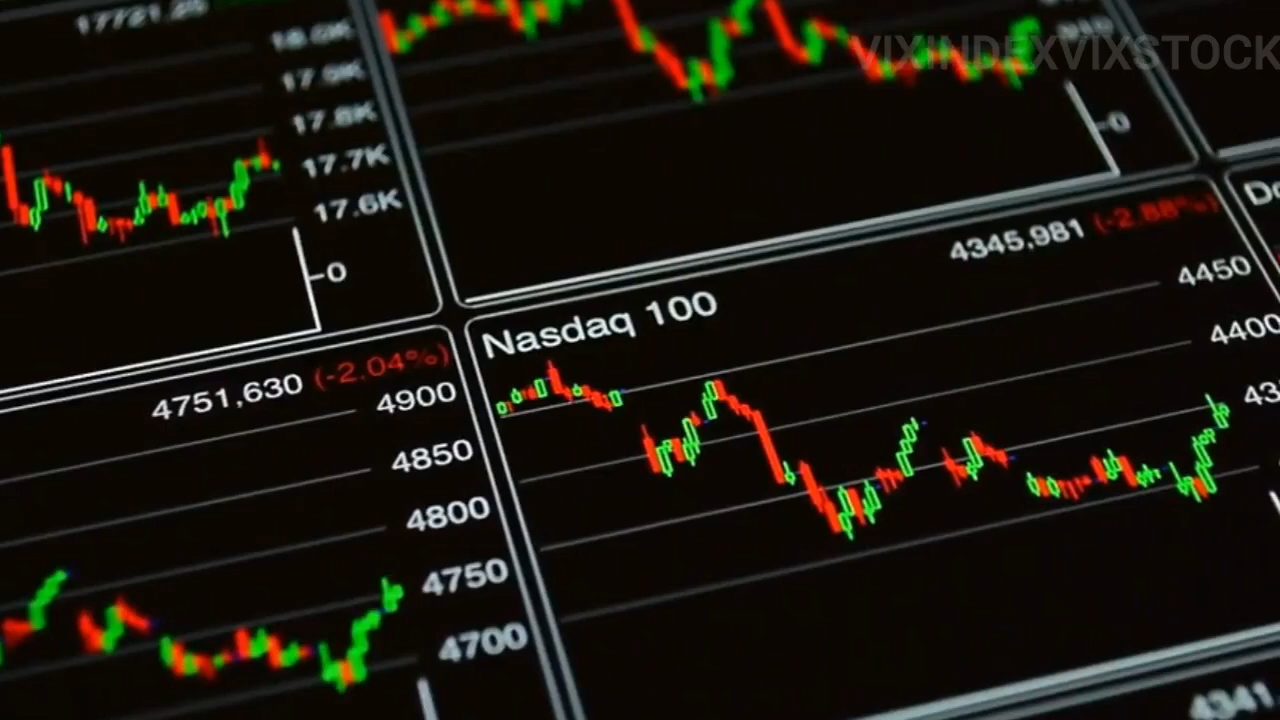 17721.25
18.0K
17.9K
17.8K
17.7K
17.6K
0
VIXINDEXVIXSTOCK
0
4751,630 (-2.04%)
4900
4850
4800
4750
4700
4345,981 (-2.88%)
Nasdaq 100
4450
4400
43
4341